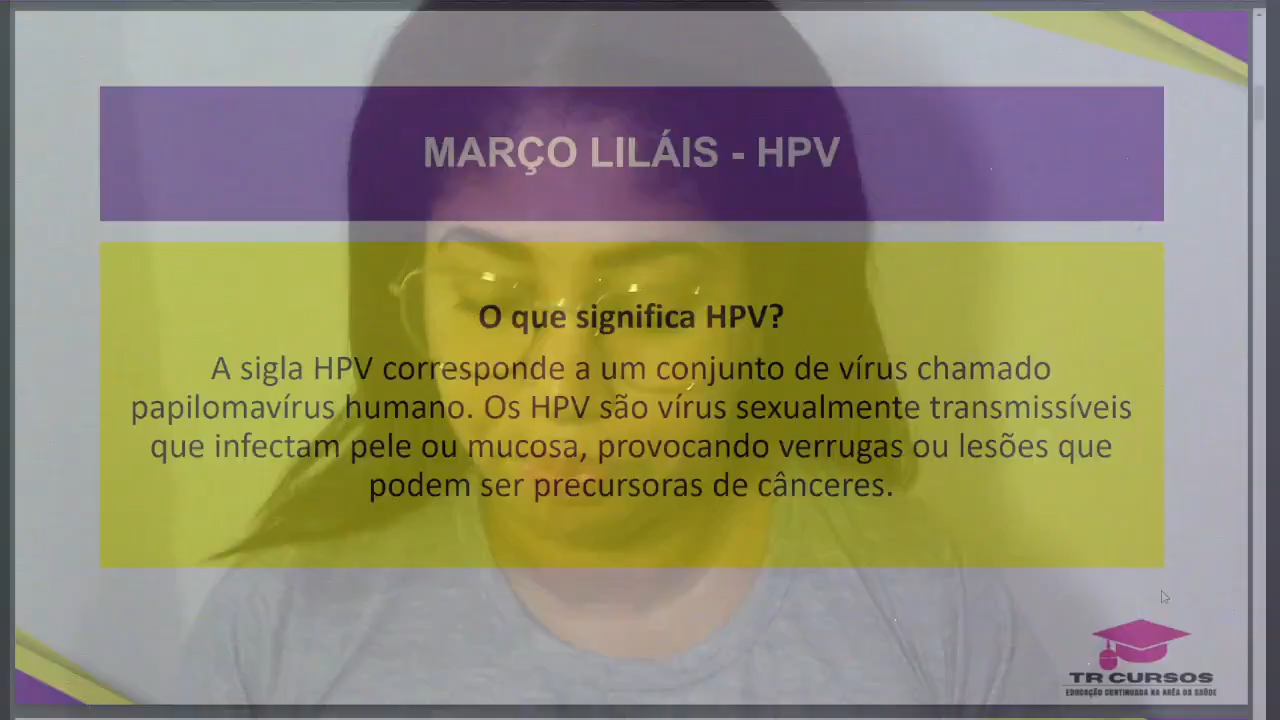 MARÇO LILÁIS - HPV
O que significa HPV?
A sigla HPV corresponde a um conjunto de vírus chamado
papilomavírus humano. Os HPV são vírus sexualmente transmissíveis
que infectam pele ou mucosa, provocando verrugas ou lesões que
podem ser precursoras de cânceres.
TR CURSOS
EDUCAÇÃO CONTINUADA NA ARÉA DA SAÚDE